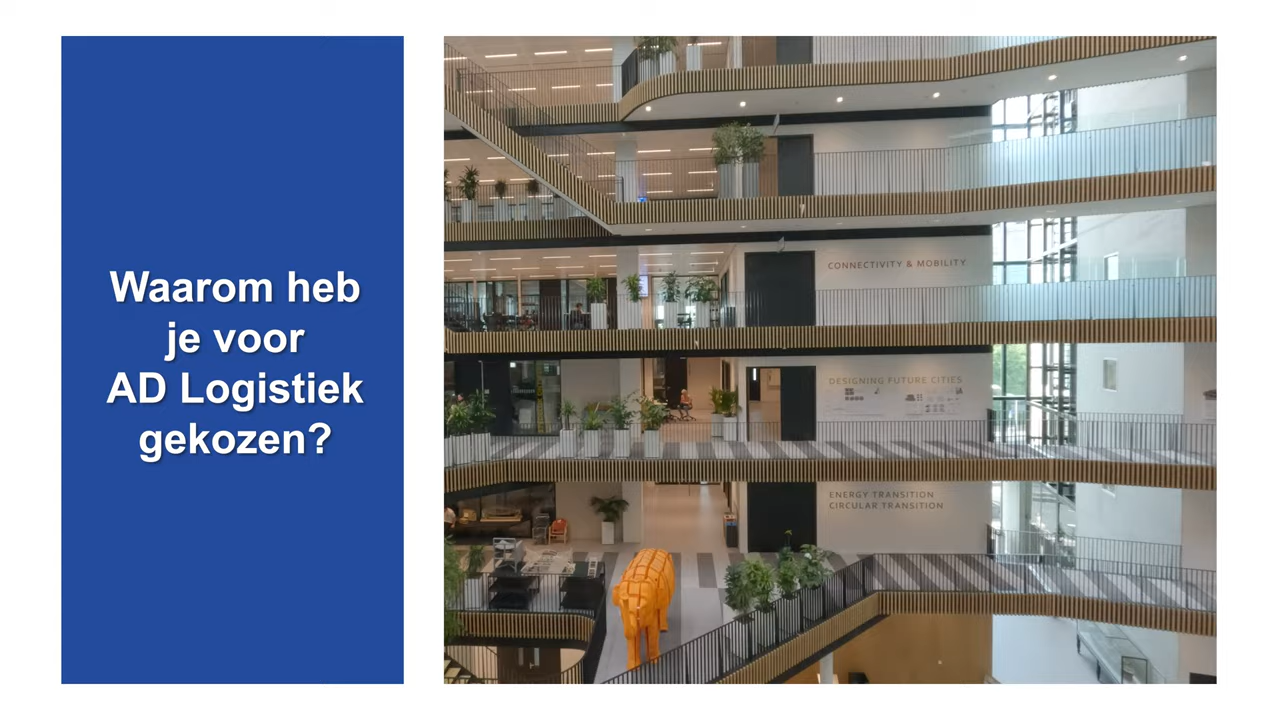 Waarom heb
je voor
AD Logistiek
gekozen?
CONNECTIVITY & MOBILITY
DESIGNING FUTURE CITIES
ENERGY TRANSITION
CIRCULAR TRANSITION